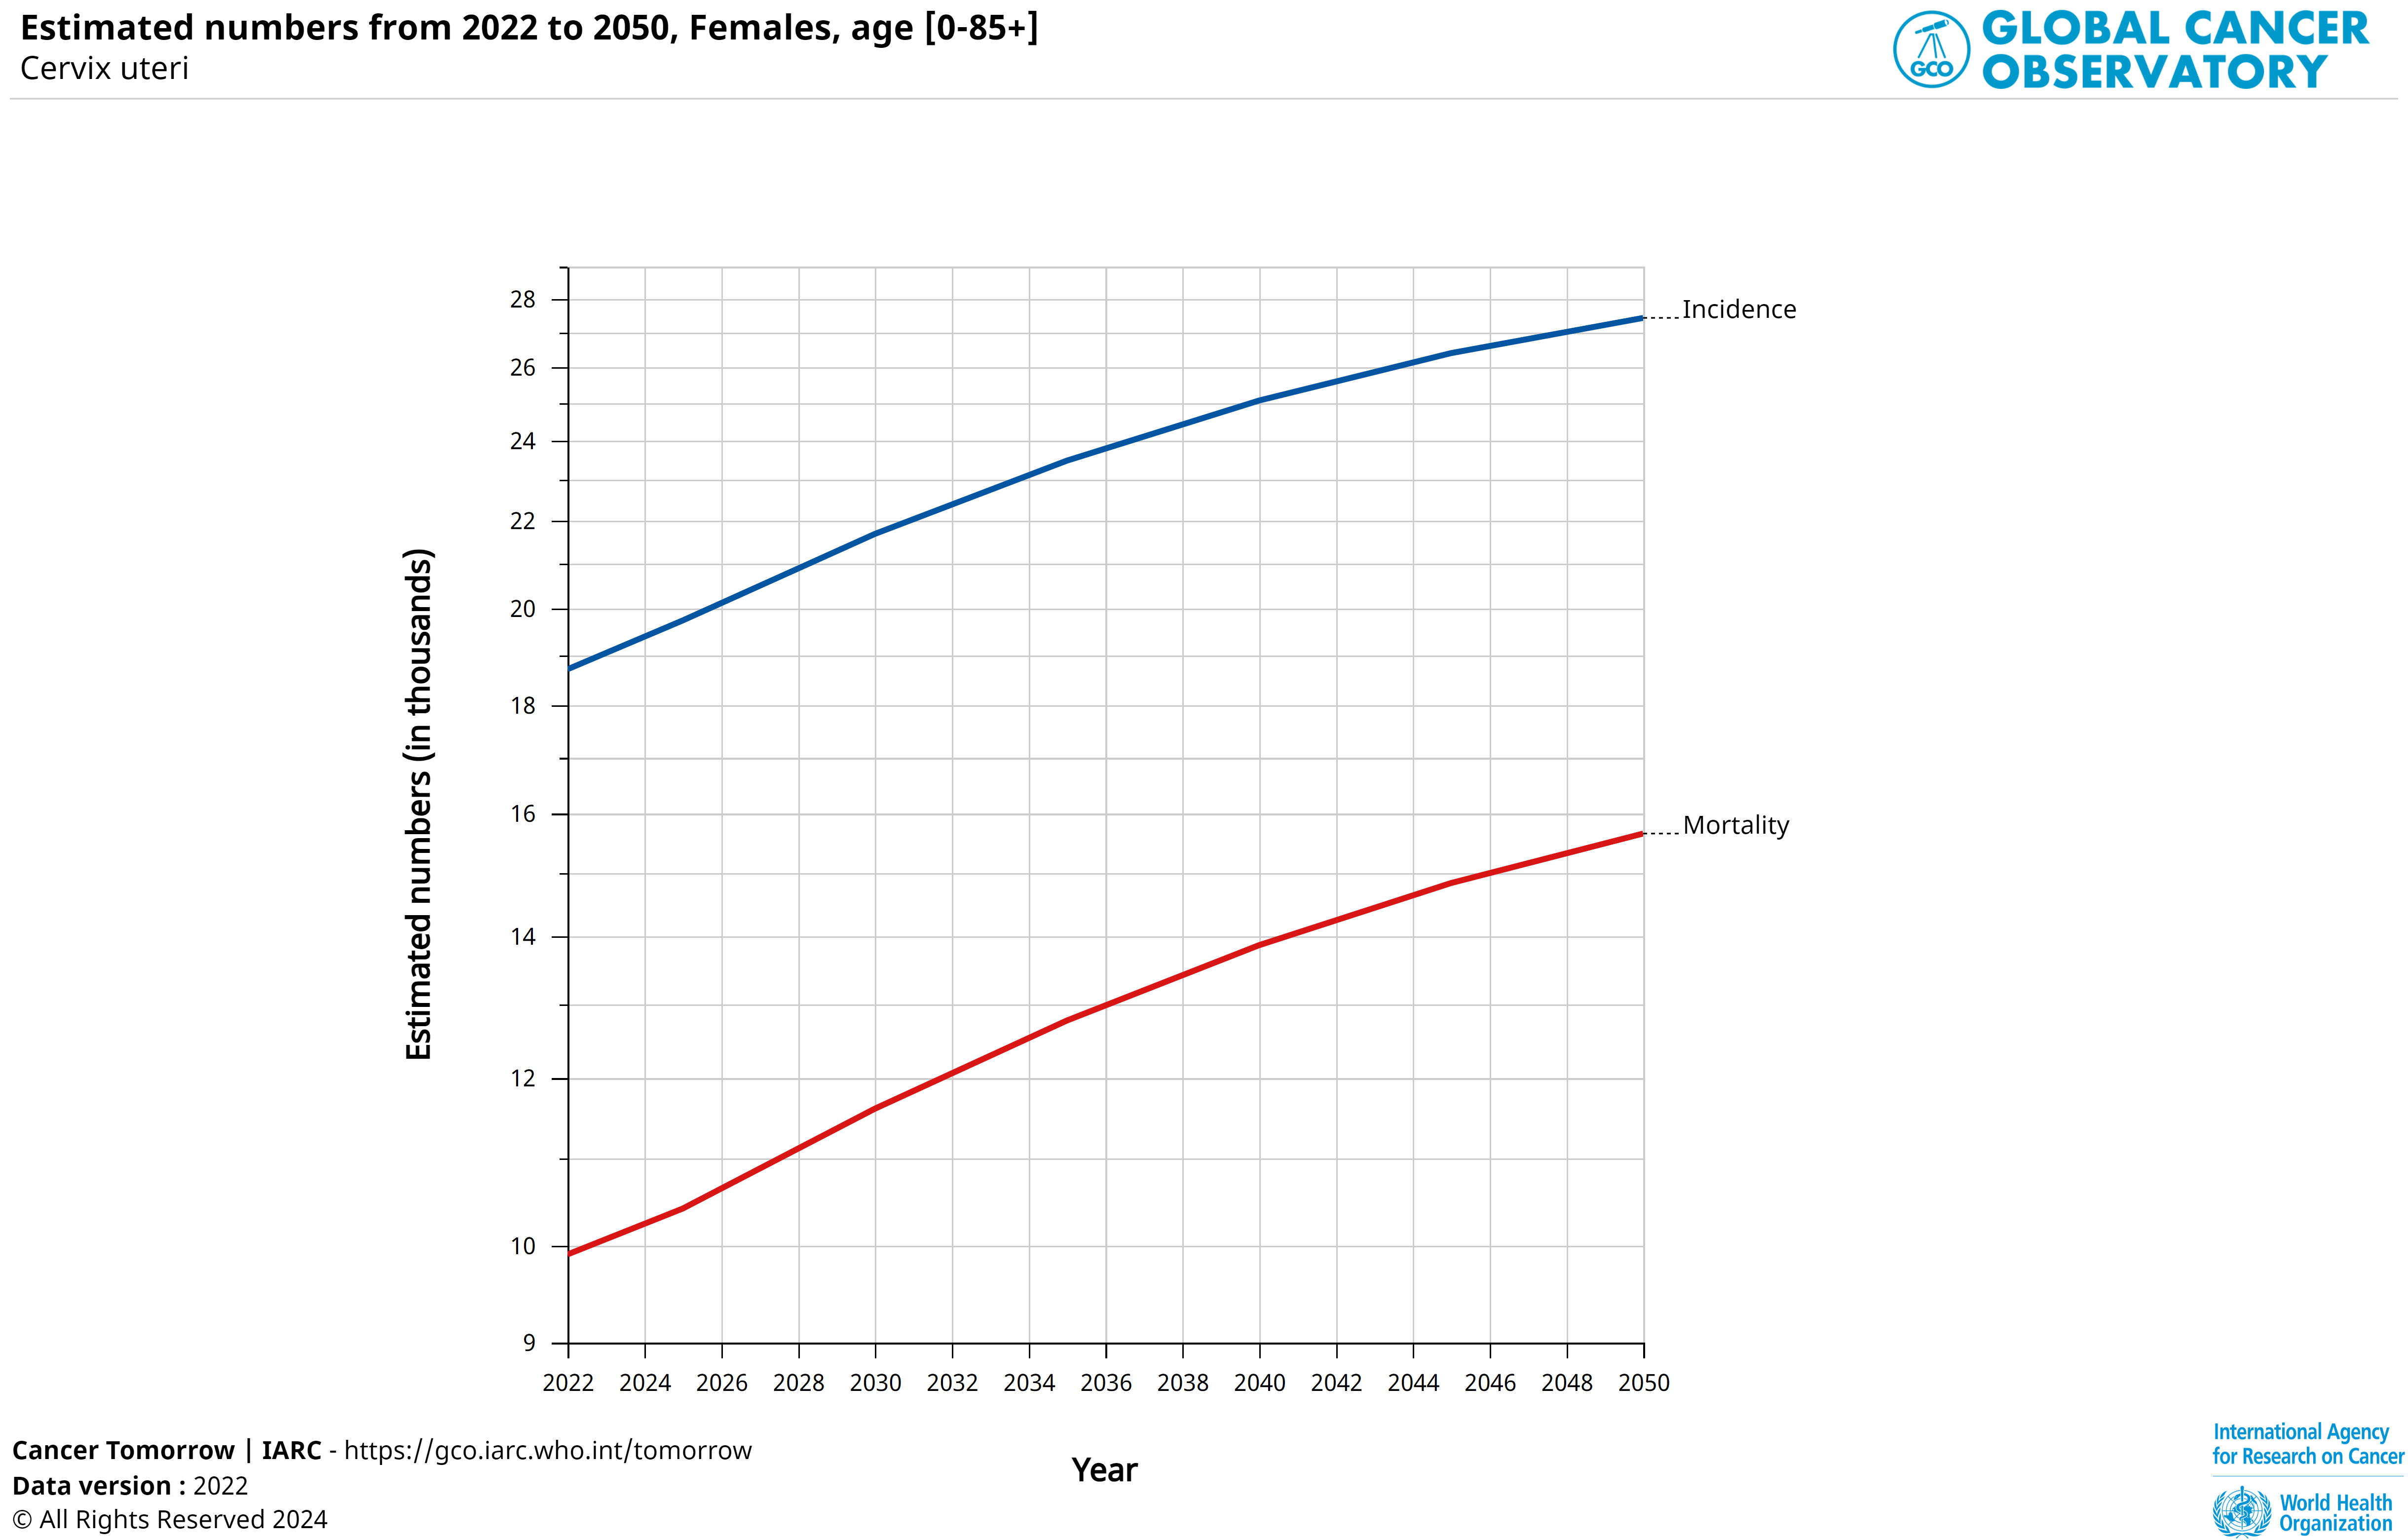 Estimated numbers from 2022 to 2050, Females, age [0-85+]
Cervix uteri
GCO
GLOBAL CANCER
OBSERVATORY
Estimated numbers (in thousands)
28
26
24
22
20
18
16
14
12
10
9
Incidence
Mortality
2022 2024 2026 2028 2030 2032 2034 2036 2038 2040 2042 2044 2046 2048 2050
Year
Cancer Tomorrow | IARC - https://gco.iarc.who.int/tomorrow
Data version : 2022
© All Rights Reserved 2024
International Agency
for Research on Cancer
World Health
Organization